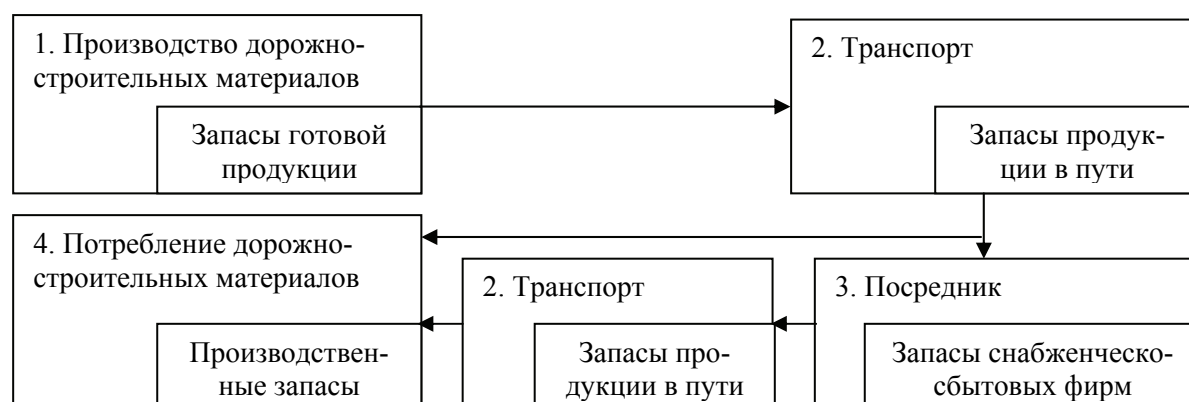 1. Производство дорожно-
строительных материалов
Запасы готовой
продукции
2. Транспорт
Запасы продук-
ции в пути
4. Потребление дорожно-
строительных материалов
Производствен-
ные запасы
2. Транспорт
Запасы про-
дукции в пути
3. Посредник
Запасы снабженческо-
сбытовых фирм